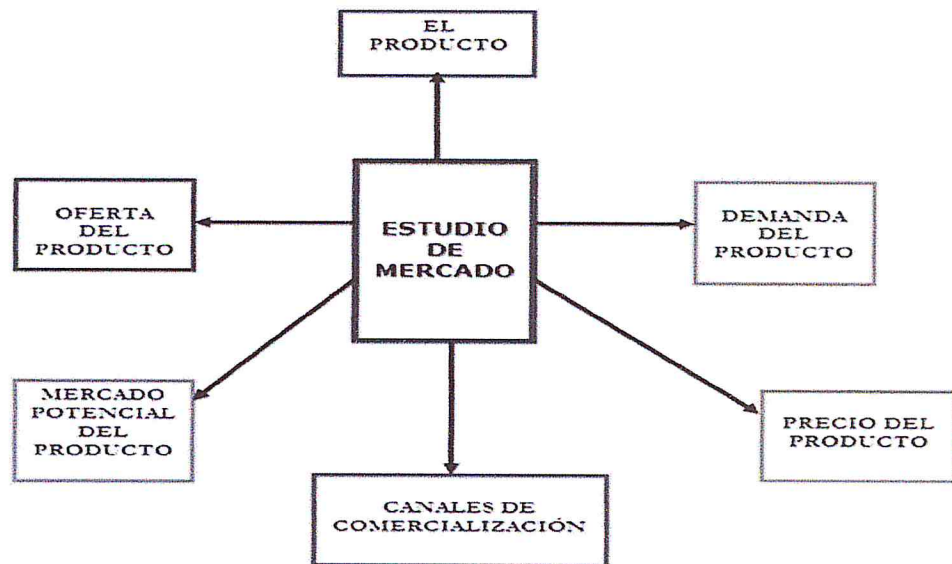 EL
PRODUCTO
OFERTA
DEL
PRODUCTO
ESTUDIO
DE
MERCADO
DEMANDA
DEL
PRODUCTO
MERCADO
POTENCIAL
DEL
PRODUCTO
PRECIO DEL
PRODUCTO
CANALES DE
COMERCIALIZACIÓN